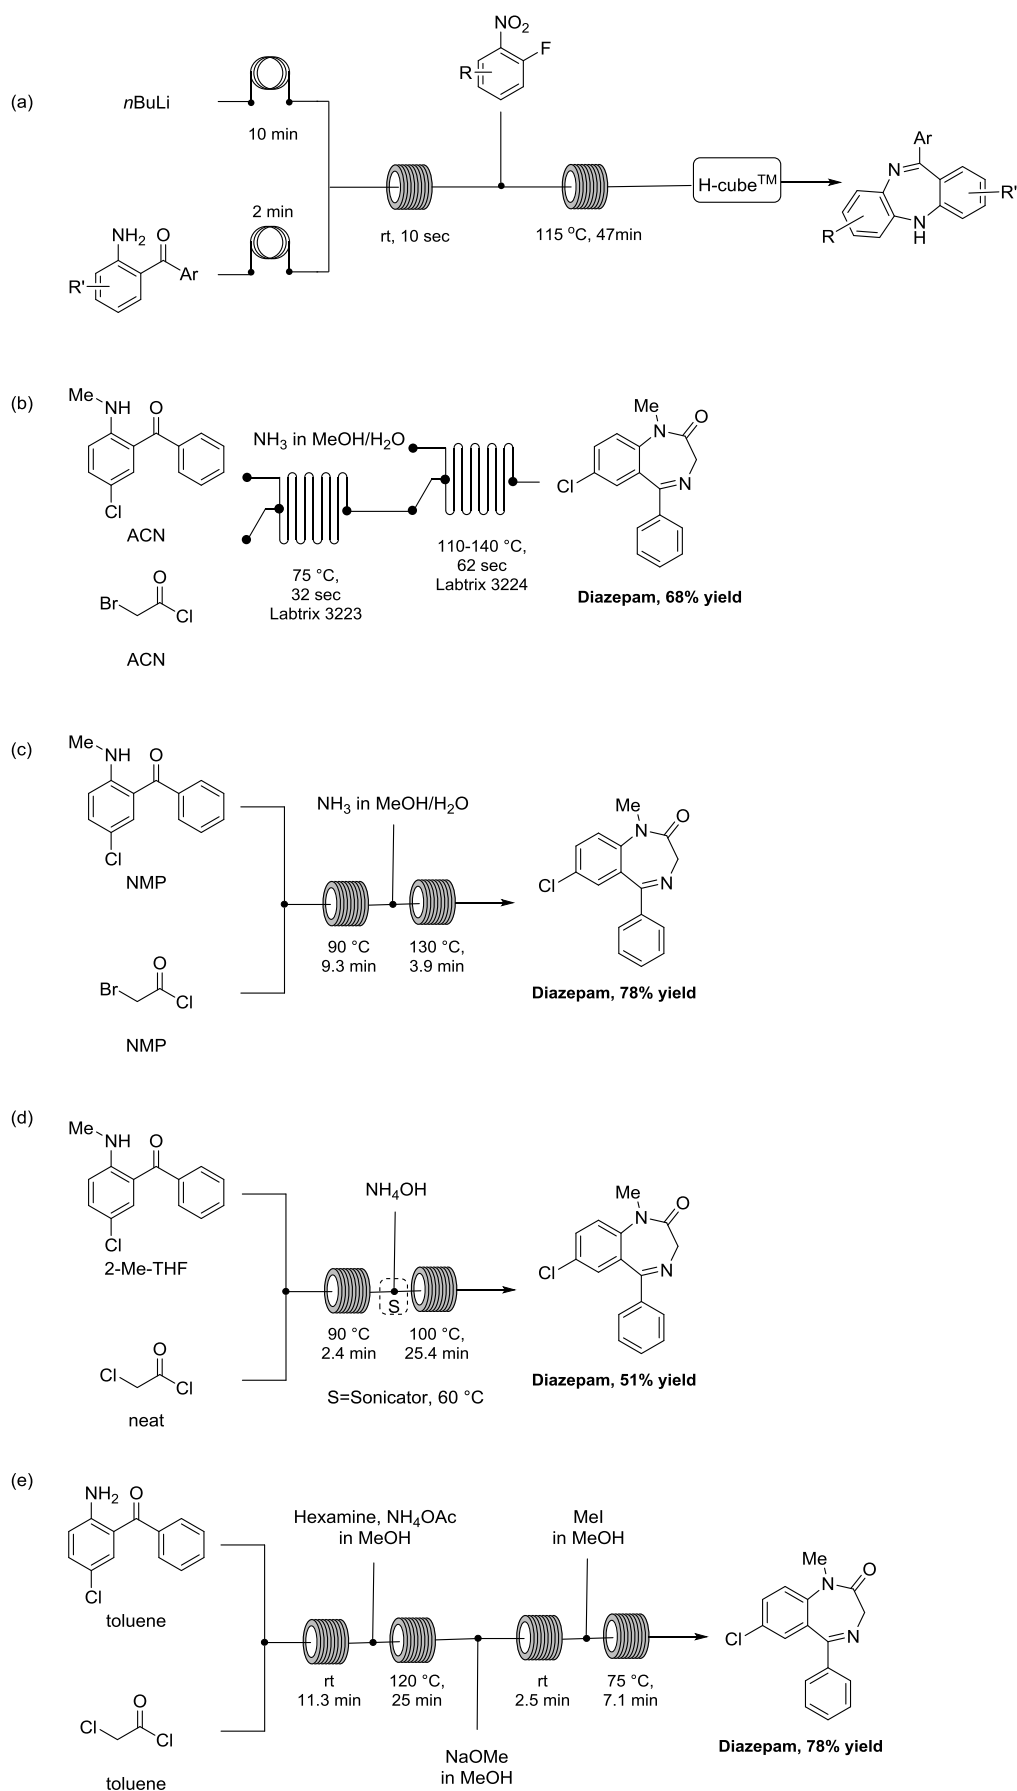 (a)
nBuLi
10 min
NO2
F
R
2 min
NH2
O
Ar
R'
rt, 10 sec
115 °C, 47min
H-cube™
Ar
N
R'
R
N
H
(b)
Me
NH
O
Cl
ACN
Br
O
Cl
ACN
NH3 in MeOH/H2O
75 °C,
32 sec
Labtrix 3223
110-140 °C,
62 sec
Labtrix 3224
Me
N
O
Cl
N
Diazepam, 68% yield
(c)
Me
NH
O
Cl
NMP
Br
O
Cl
NMP
NH3 in MeOH/H2O
90 °C
9.3 min
130 °C,
3.9 min
Me
N
O
Cl
N
Diazepam, 78% yield
(d)
Me
NH
O
Cl
2-Me-THF
Cl
O
Cl
neat
NH4OH
S
90 °C
2.4 min
100 °C,
25.4 min
S=Sonicator, 60 °C
Me
N
O
Cl
N
Diazepam, 51% yield
(e)
NH2
O
Cl
toluene
Cl
O
Cl
toluene
Hexamine, NH4OAc
in MeOH
MeI
in MeOH
rt
11.3 min
120 °C,
25 min
rt
2.5 min
75 °C,
7.1 min
NaOMe
in MeOH
Me
N
O
Cl
N
Diazepam, 78% yield